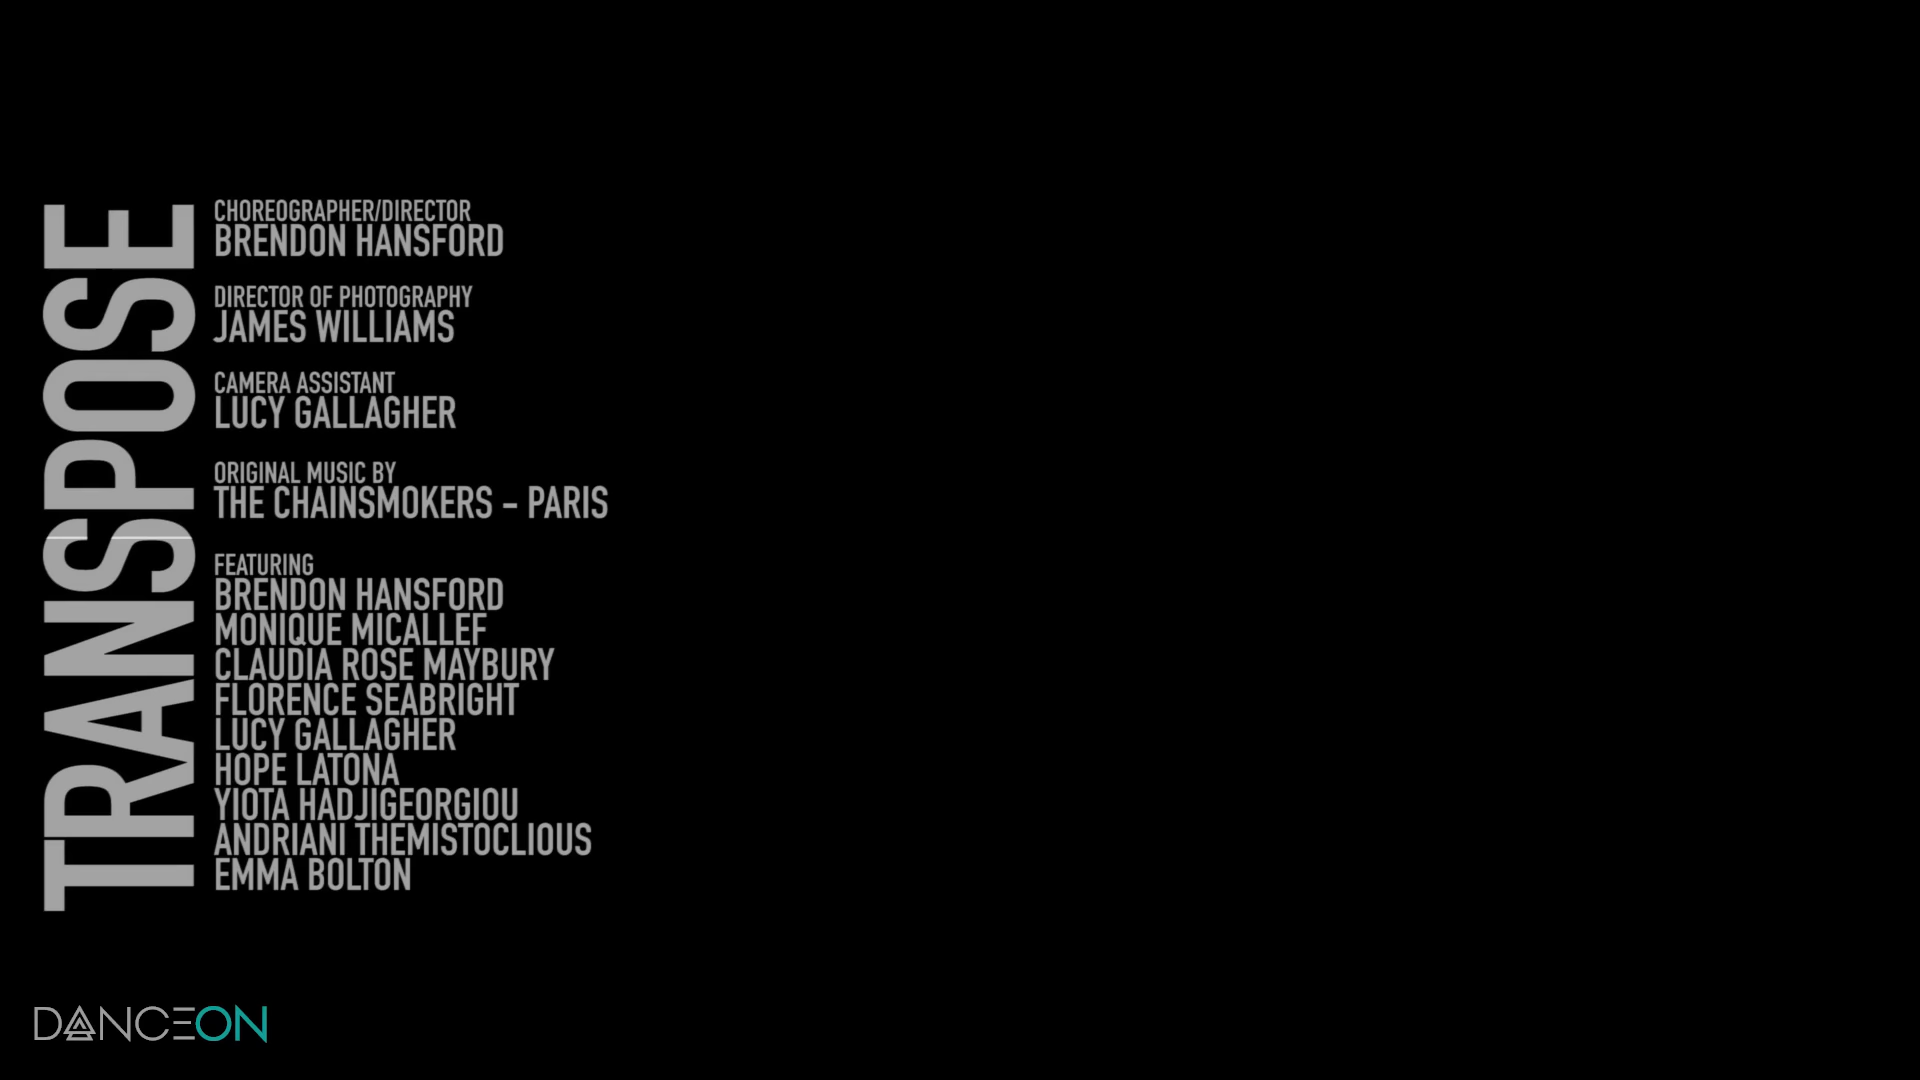 TRANSPOSE
CHOREOGRAPHER/DIRECTOR
BRENDON HANSFORD
DIRECTOR OF PHOTOGRAPHY
JAMES WILLIAMS
CAMERA ASSISTANT
LUCY GALLAGHER
ORIGINAL MUSIC BY
THE CHAINSMOKERS - PARIS
FEATURING
BRENDON HANSFORD
MONIQUE MICALLEF
CLAUDIA ROSE MAYBURY
FLORENCE SEABRIGHT
LUCY GALLAGHER
HOPE LATONA
YIOTA HADJIGEORGIOU
ANDRIANI THEMISTOCLIOUS
EMMA BOLTON
DANCEON